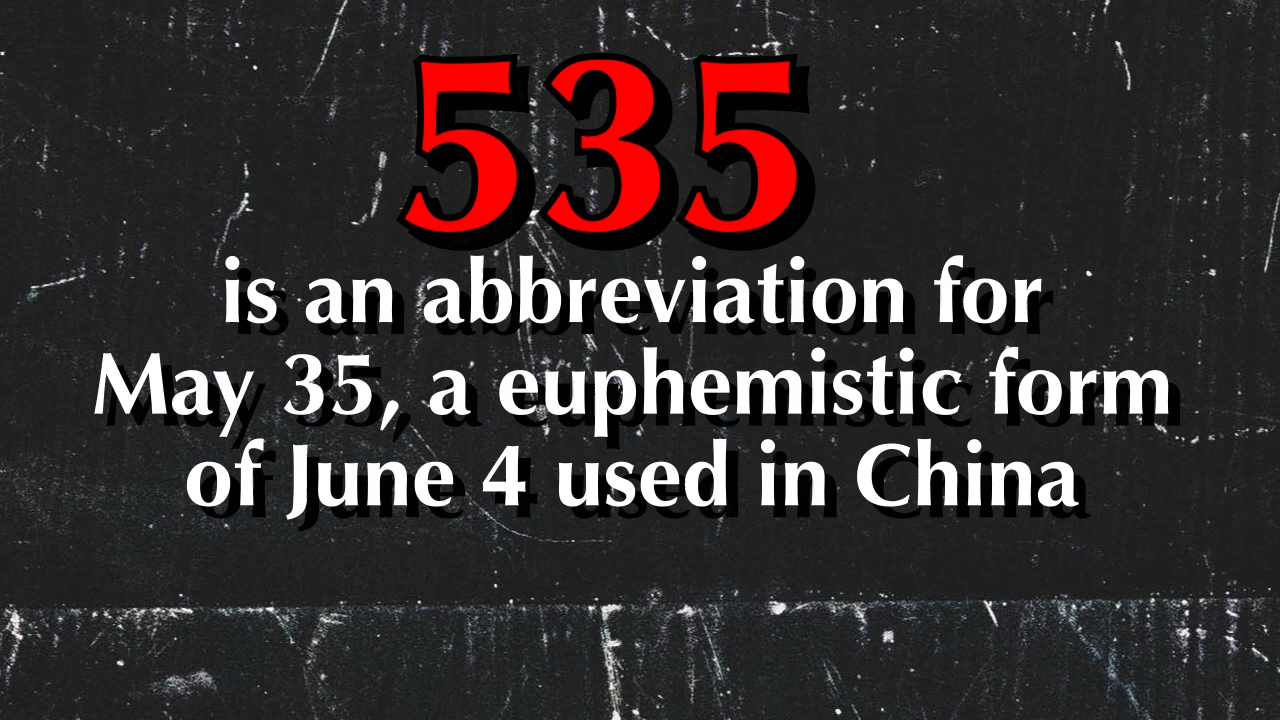 535
is an abbreviation for
May 35, a euphemistic form
of June 4 used in China